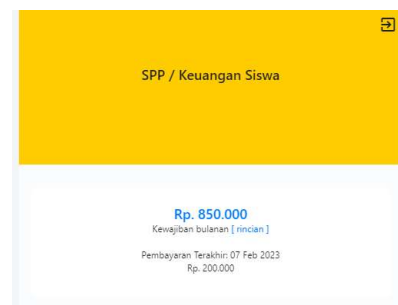 SPP / Keuangan Siswa
Rp. 850.000
Kewajiban bulanan [ rincian ]
Pembayaran Terakhir: 07 Feb 2023
Rp. 200.000